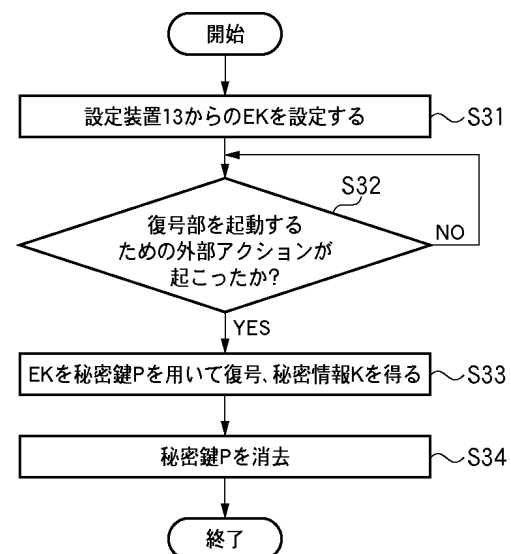 開始
設定装置13からのEKを設定する
S31
S32
復号部を起動する
ための外部アクションが
起こったか?
NO
YES
EKを秘密鍵Pを用いて復号、秘密情報Kを得る
S33
秘密鍵Pを消去
S34
終了